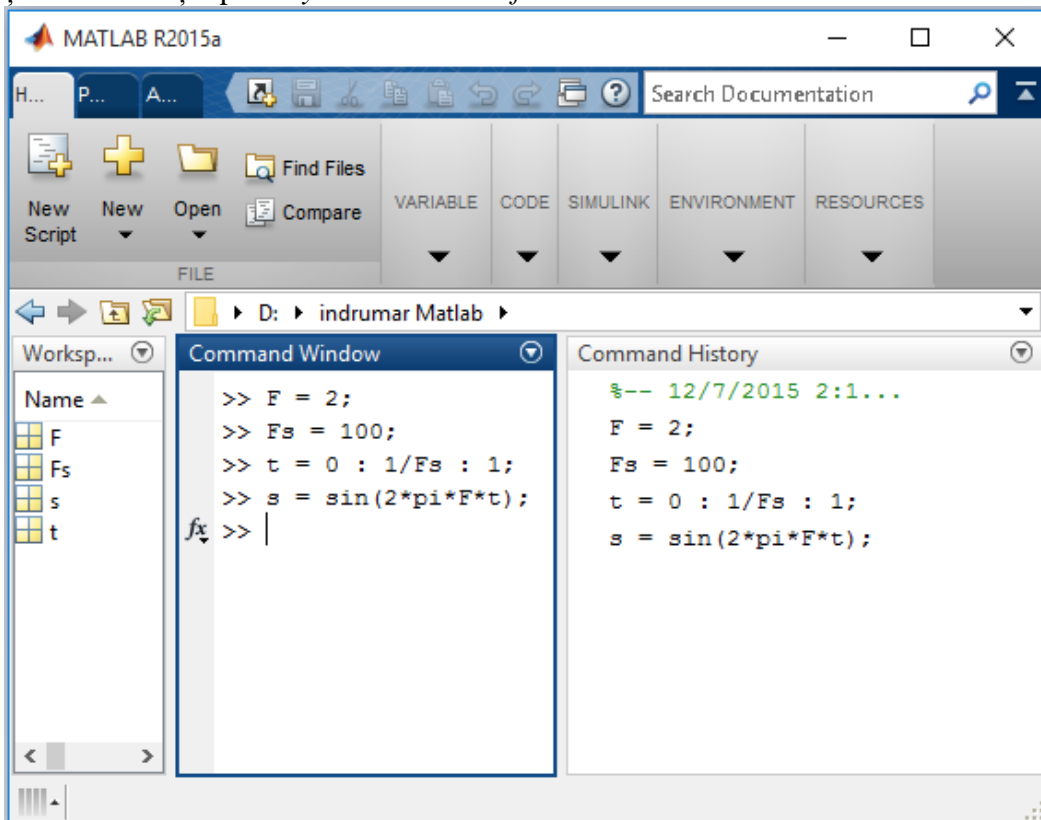 MATLAB R2015a
H... P... A... Search Documentation
New Script New Open Find Files Compare VARIABLE CODE SIMULINK ENVIRONMENT RESOURCES
FILE
D: indrumar Matlab
Worksp...
Name
F
Fs
s
t
Command Window
>> F = 2;
>> Fs = 100;
>> t = 0 : 1/Fs : 1;
>> s = sin(2*pi*F*t);
fx >>
Command History
%-- 12/7/2015 2:1...
F = 2;
Fs = 100;
t = 0 : 1/Fs : 1;
s = sin(2*pi*F*t);